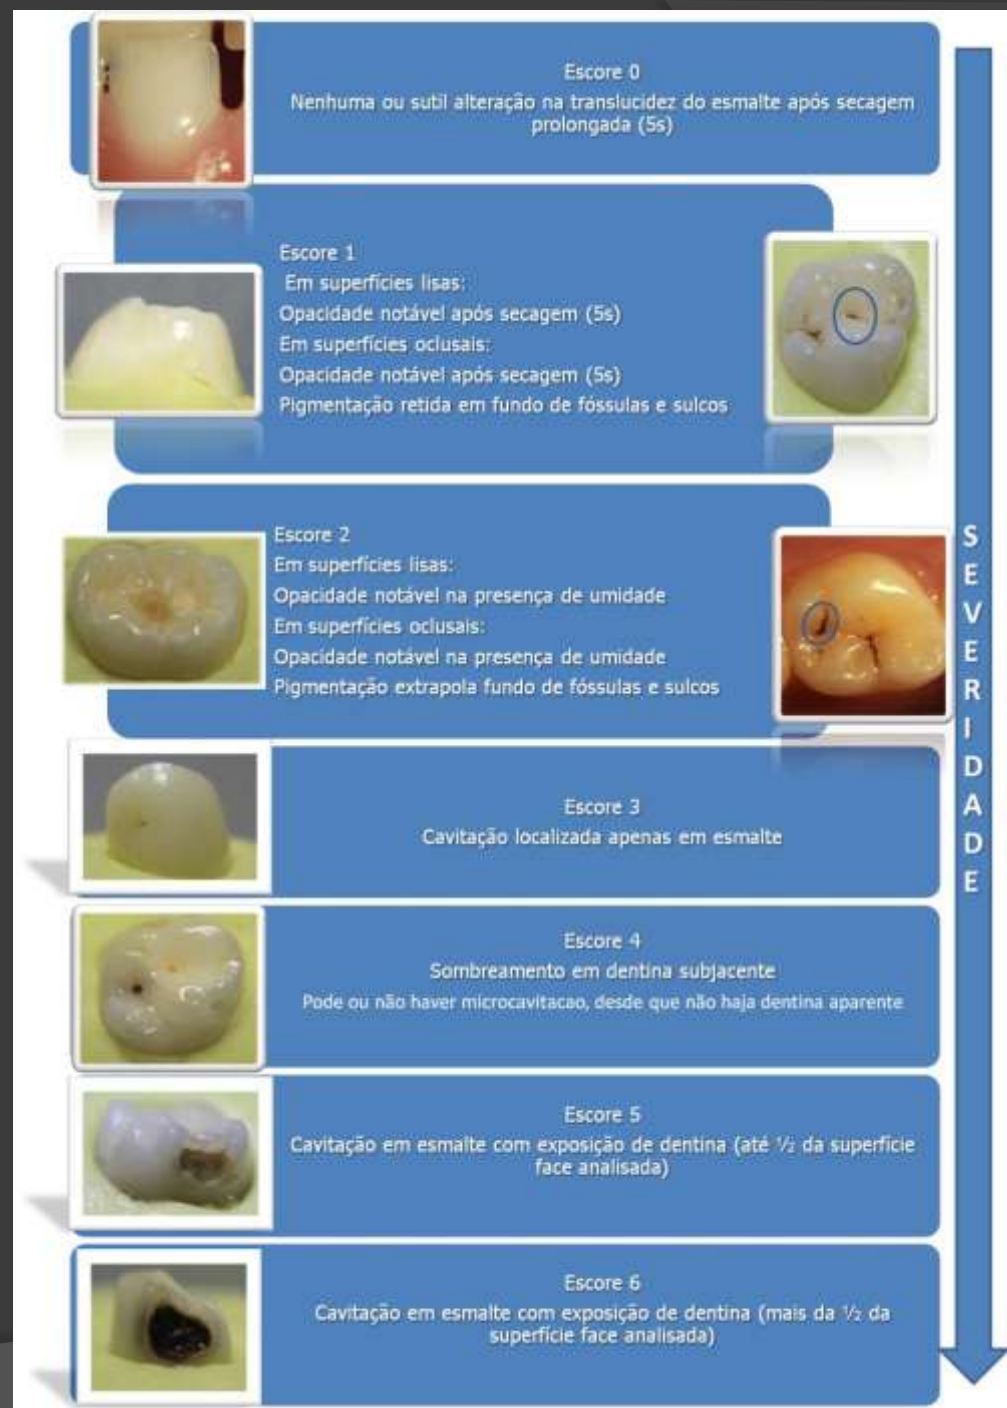 Escore 0
Nenhuma ou sutil alteração na translucidez do esmalte após secagem
prolongada (5s)
Escore 1
Em superfícies lisas:
Opacidade notável após secagem (5s)
Em superfícies oclusais:
Opacidade notável após secagem (5s)
Pigmentação retida em fundo de fóssulas e sulcos
Escore 2
Em superfícies lisas:
Opacidade notável na presença de umidade
Em superfícies oclusais:
Opacidade notável na presença de umidade
Pigmentação extrapola fundo de fóssulas e sulcos
Escore 3
Cavitação localizada apenas em esmalte
Escore 4
Sombreamento em dentina subjacente
Pode ou não haver microcavitacao, desde que não haja dentina aparente
Escore 5
Cavitação em esmalte com exposição de dentina (até ½ da superfície
face analisada)
Escore 6
Cavitação em esmalte com exposição de dentina (mais da ½ da
superfície face analisada)
SEVERIDADE